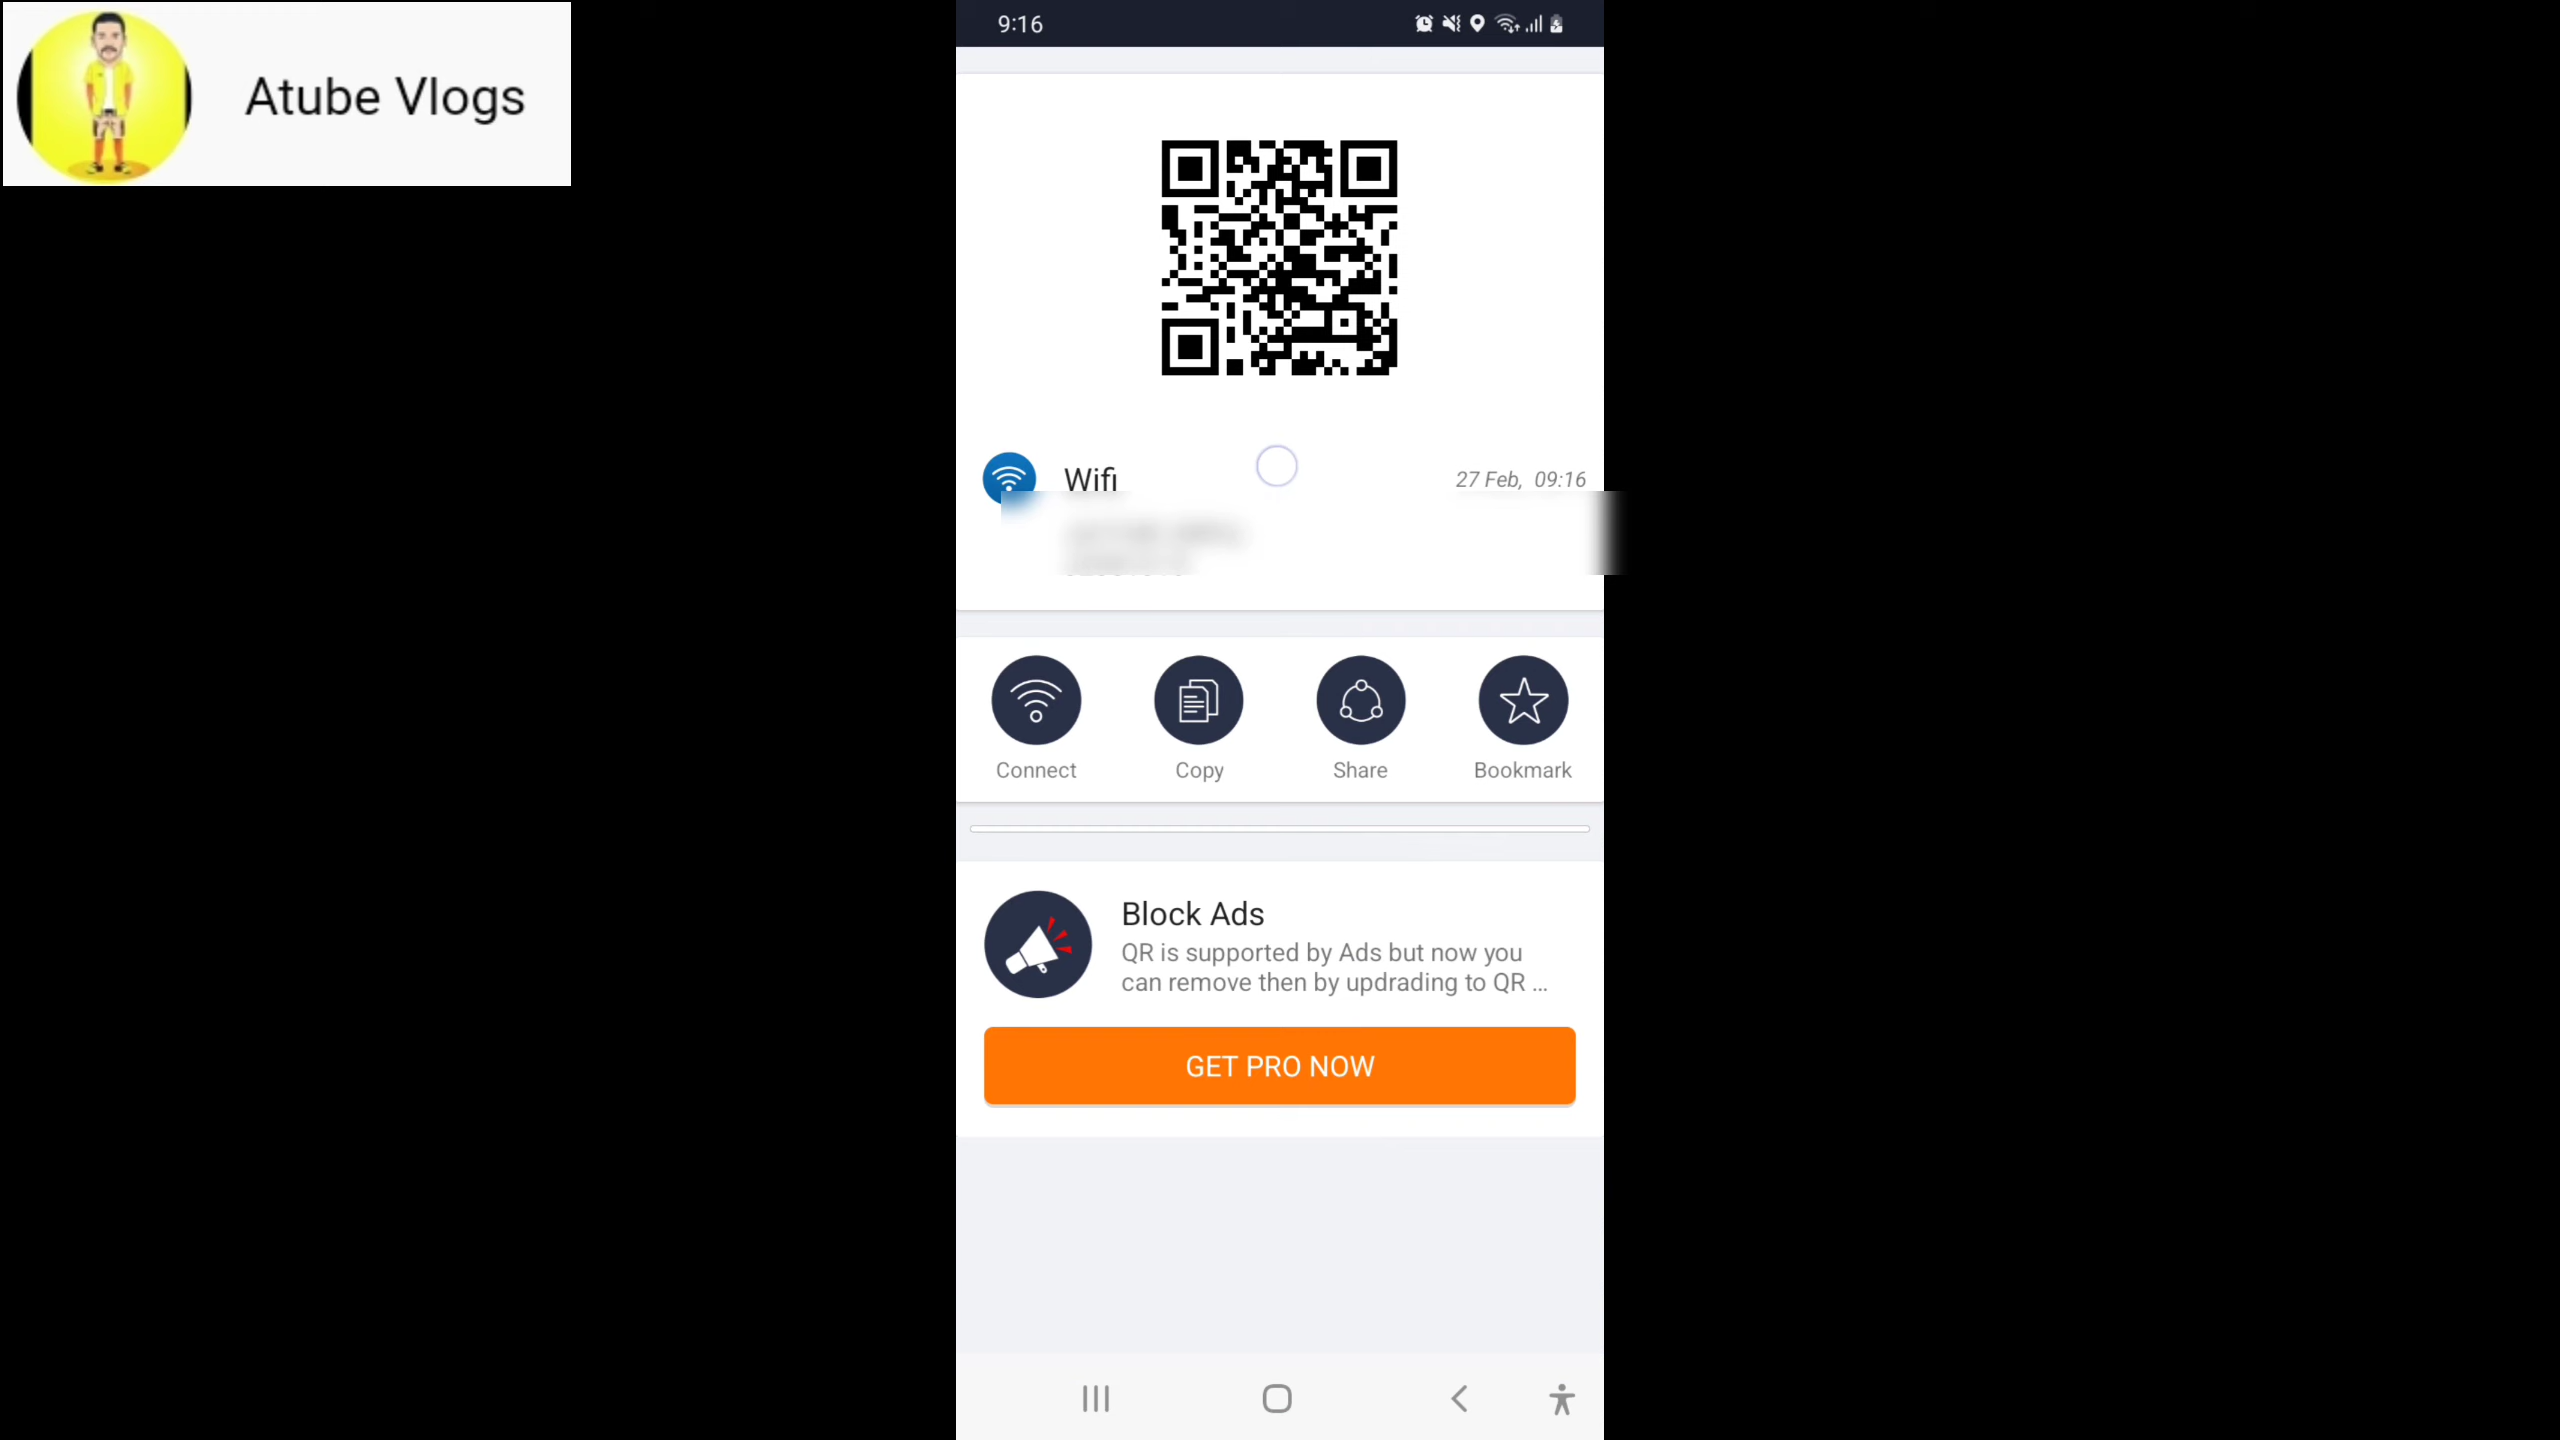 Atube Vlogs
9:16
Wifi
27 Feb, 09:16
Connect
Copy
Share
Bookmark
Block Ads
QR is supported by Ads but now you
can remove then by updrading to QR ...
GET PRO NOW